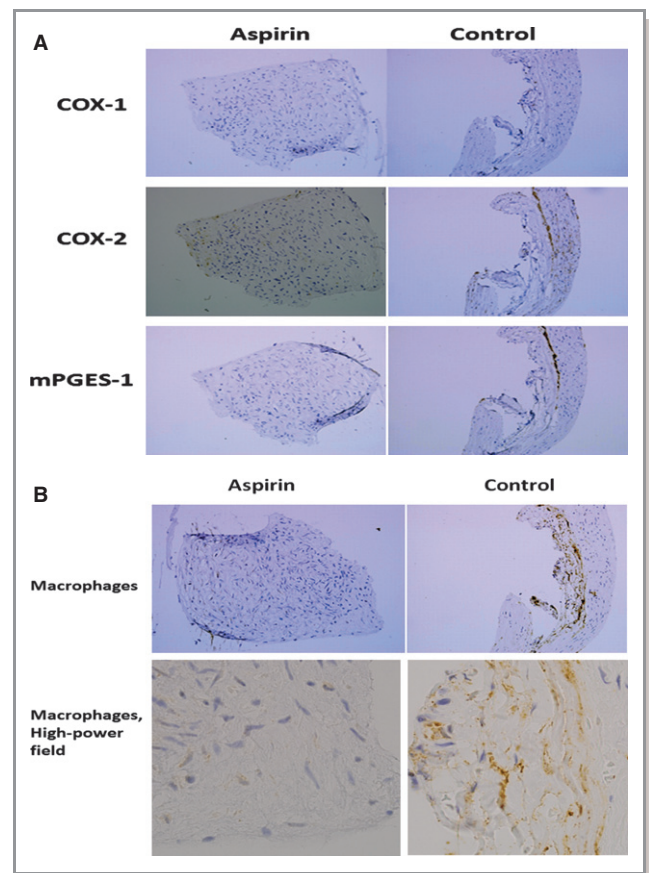 A
Aspirin Control
COX-1
COX-2
mPGES-1
B
Aspirin Control
Macrophages
Macrophages,
High-power
field